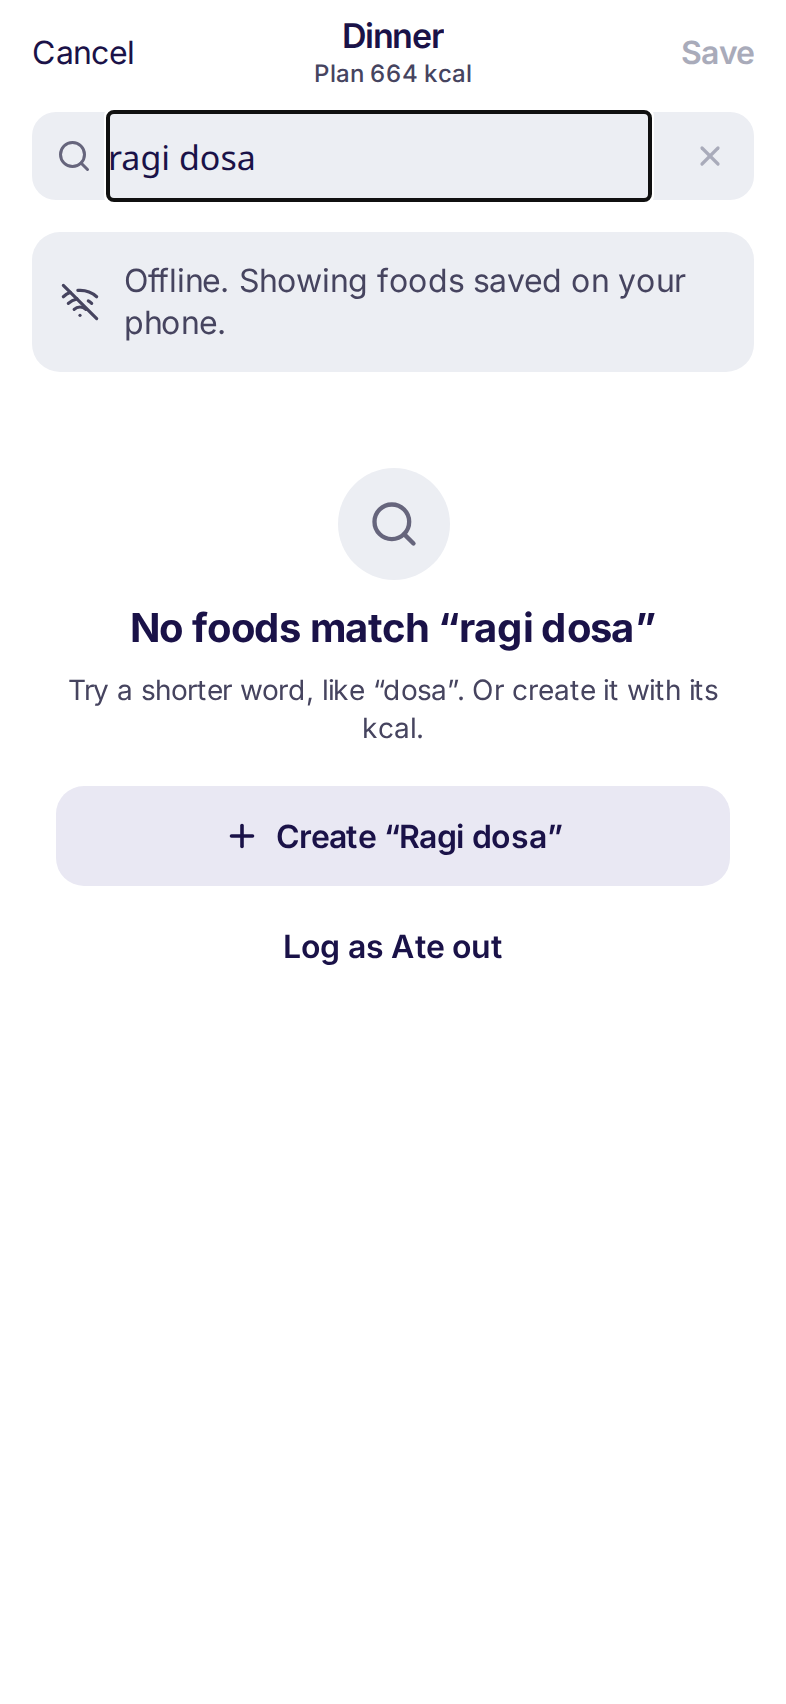 Cancel
Dinner
Save
Plan 664 kcal
ragi dosa
Offline. Showing foods saved on your
phone.
No foods match “ragi dosa”
Try a shorter word, like “dosa”. Or create it with its
kcal.
Create “Ragi dosa”
Log as Ate out